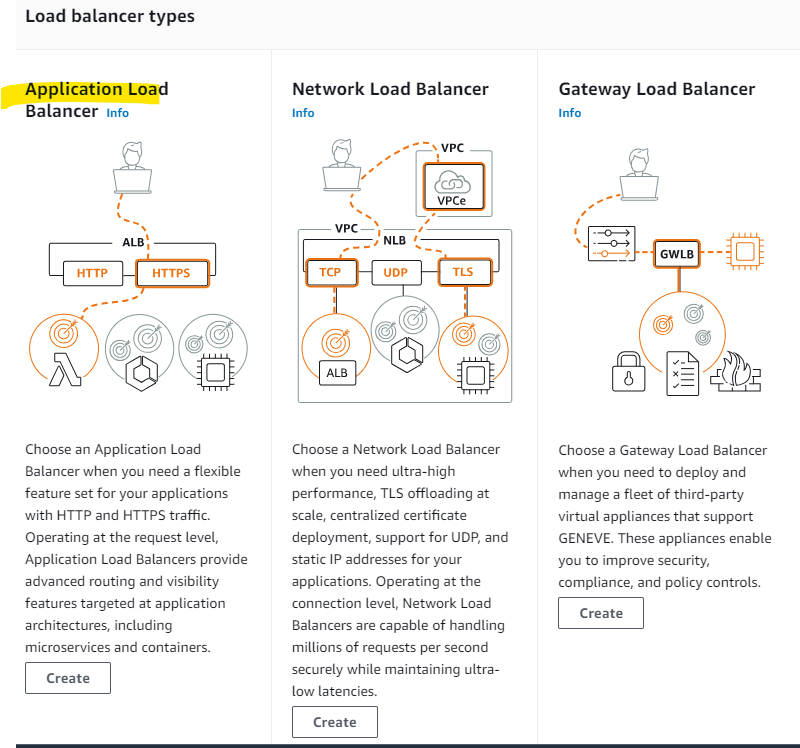 Load balancer types
Application Load
Balancer Info
ALB
HTTP
HTTPS
Choose an Application Load
Balancer when you need a flexible
feature set for your applications
with HTTP and HTTPS traffic.
Operating at the request level,
Application Load Balancers provide
advanced routing and visibility
features targeted at application
architectures, including
microservices and containers.
Create
Network Load Balancer
Info
VPC
VPCe
VPC
NLB
TCP
UDP
TLS
ALB
Choose a Network Load Balancer
when you need ultra-high
performance, TLS offloading at
scale, centralized certificate
deployment, support for UDP, and
static IP addresses for your
applications. Operating at the
connection level, Network Load
Balancers are capable of handling
millions of requests per second
securely while maintaining ultra-
low latencies.
Create
Gateway Load Balancer
Info
GWLB
Choose a Gateway Load Balancer
when you need to deploy and
manage a fleet of third-party
virtual appliances that support
GENEVE. These appliances enable
you to improve security,
compliance, and policy controls.
Create